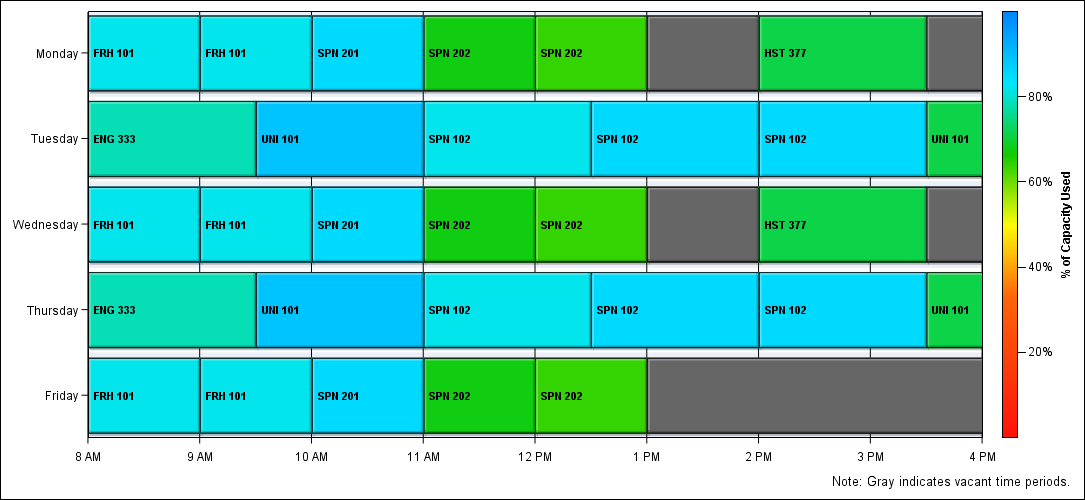 Monday FRH 101 FRH 101 SPN 201 SPN 202 SPN 202 HST 377
80%
Tuesday ENG 333 UNI 101 SPN 102 SPN 102 SPN 102 UNI 101
60%
Wednesday FRH 101 FRH 101 SPN 201 SPN 202 SPN 202 HST 377
% of Capacity Used
40%
Thursday ENG 333 UNI 101 SPN 102 SPN 102 SPN 102 UNI 101
20%
Friday FRH 101 FRH 101 SPN 201 SPN 202 SPN 202
8 AM 9 AM 10 AM 11 AM 12 PM 1 PM 2 PM 3 PM 4 PM
Note: Gray indicates vacant time periods.